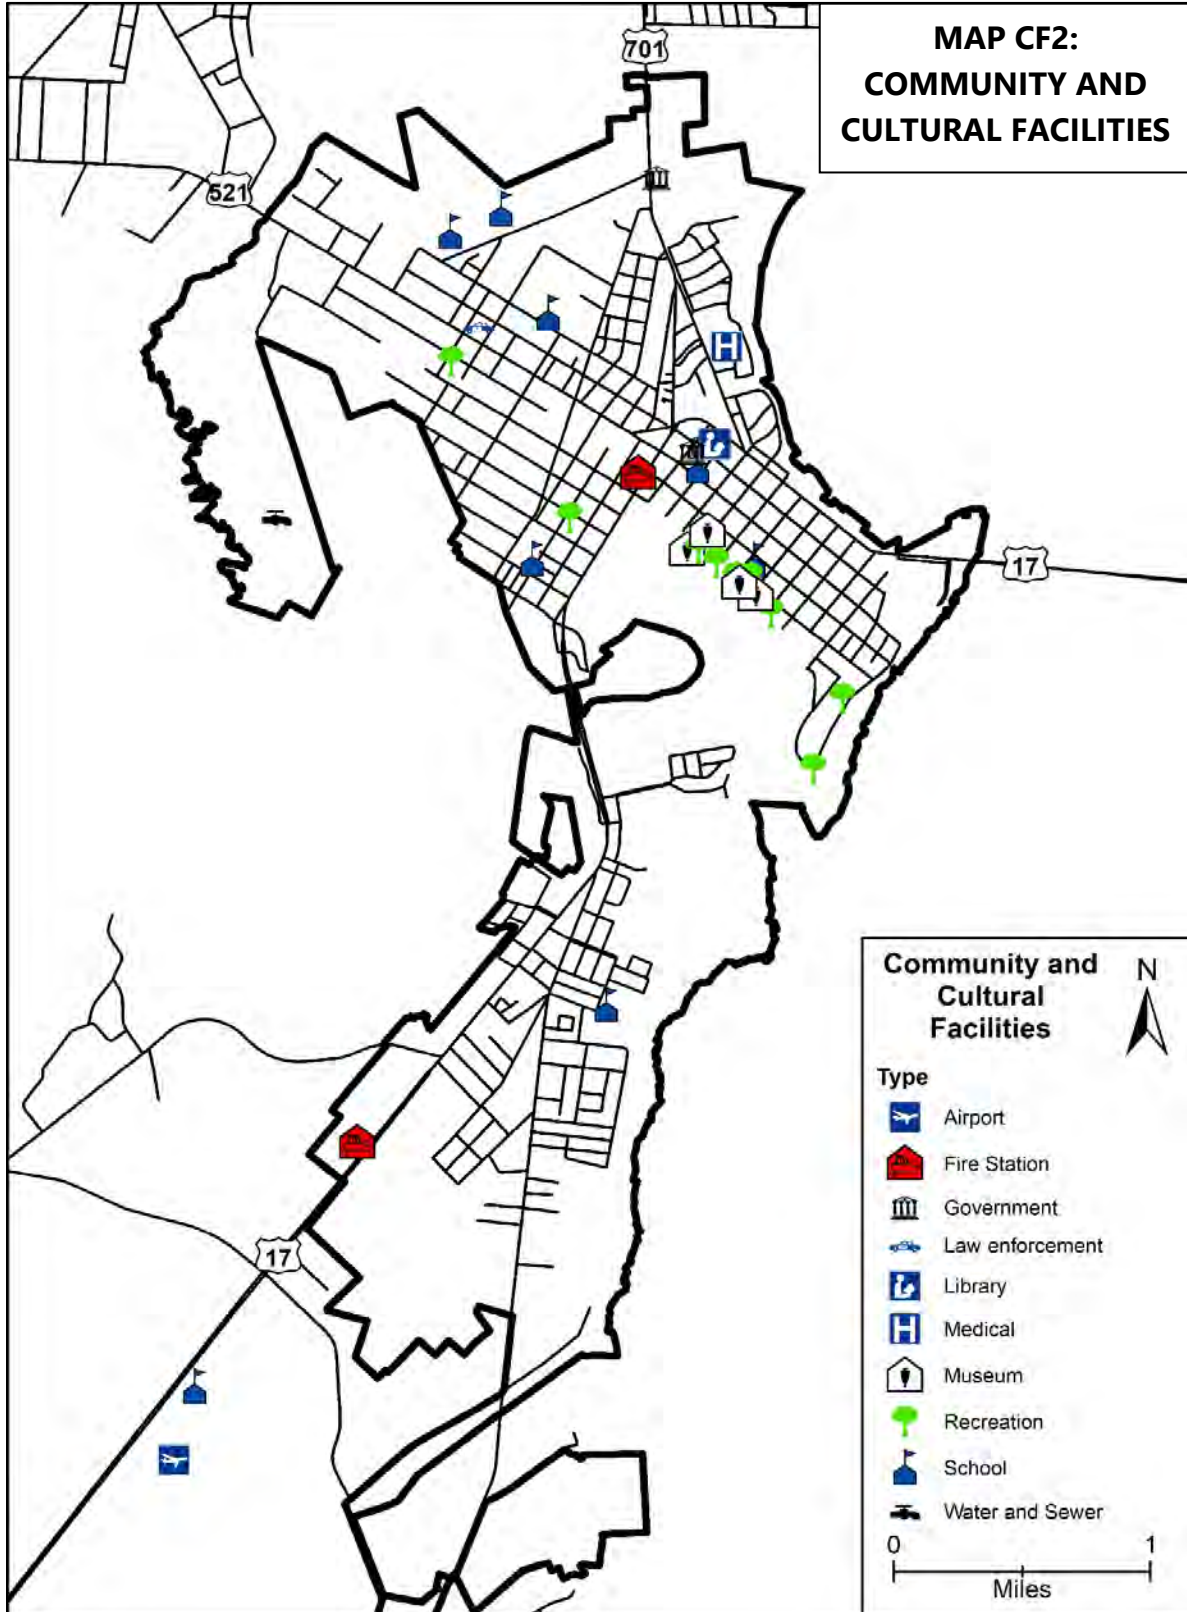 MAP CF2:
COMMUNITY AND
CULTURAL FACILITIES
701
521
17
17
Community and
Cultural
Facilities
N
Type
Airport
Fire Station
Government
Law enforcement
Library
Medical
H
Museum
Recreation
School
Water and Sewer
0 1
Miles
H